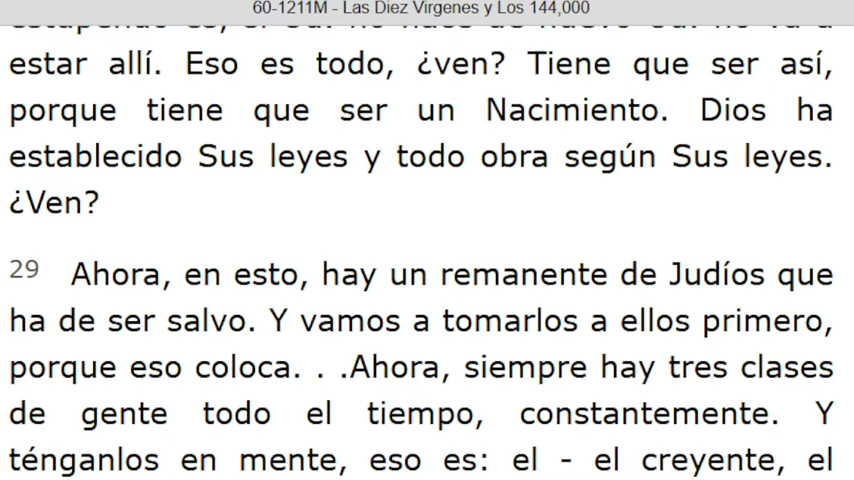 60-1211M - Las Diez Virgenes y Los 144,000
estar allí. Eso es todo, ¿ven? Tiene que ser así,
porque tiene que ser un Nacimiento. Dios ha
establecido Sus leyes y todo obra según Sus leyes.
¿Ven?
29 Ahora, en esto, hay un remanente de Judíos que
ha de ser salvo. Y vamos a tomarlos a ellos primero,
porque eso coloca. . .Ahora, siempre hay tres clases
de gente todo el tiempo, constantemente. Y
ténganlos en mente, eso es: el - el creyente, el